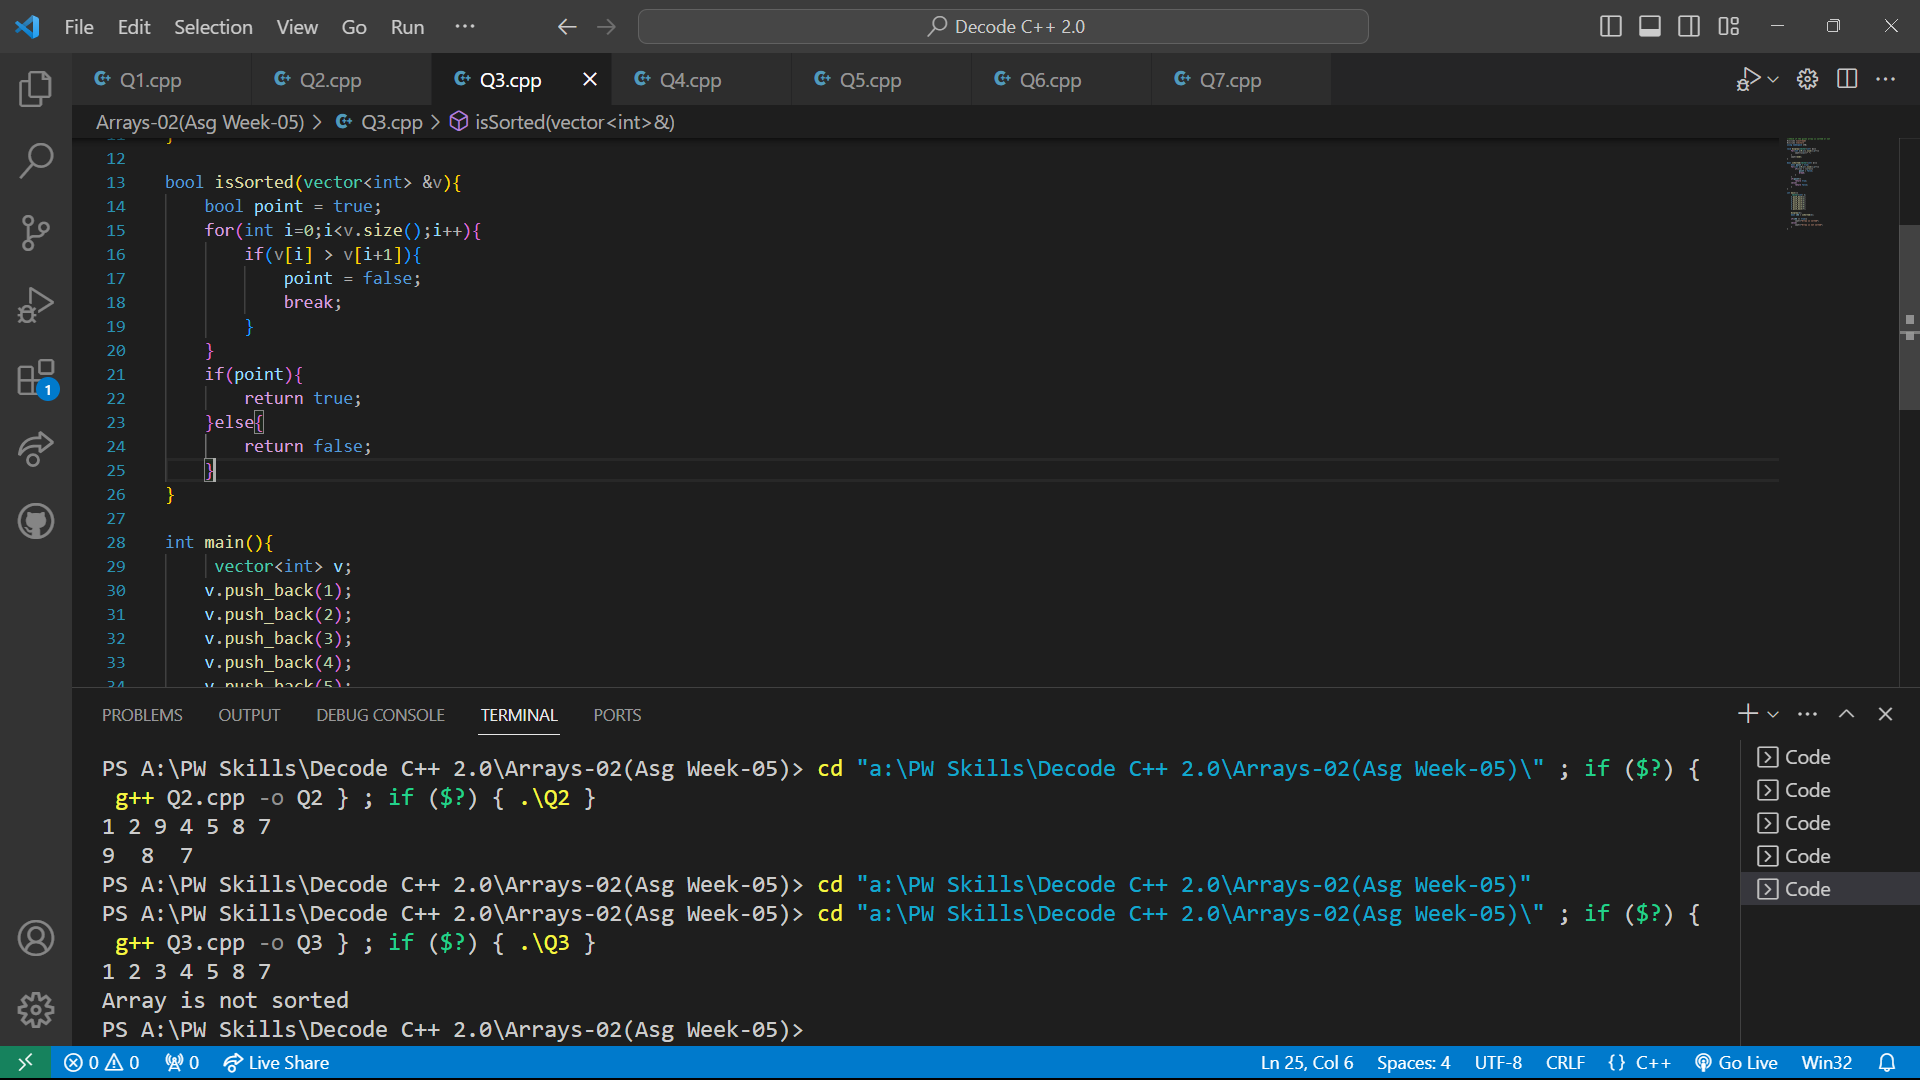 File Edit Selection View Go Run ··· Decode C++ 2.0
Q1.cpp Q2.cpp Q3.cpp Q4.cpp Q5.cpp Q6.cpp Q7.cpp
Arrays-02(Asg Week-05) > Q3.cpp > isSorted(vector<int>&)
12
13 bool isSorted(vector<int> &v){
14 bool point = true;
15 for(int i=0;i<v.size();i++){
16 if(v[i] > v[i+1]){
17 point = false;
18 break;
19 }
20 }
21 if(point){
22 return true;
23 }else{
24 return false;
25 }
26 }
27
28 int main(){
29 vector<int> v;
30 v.push_back(1);
31 v.push_back(2);
32 v.push_back(3);
33 v.push_back(4);
34 v.push_back(5);
1
PROBLEMS OUTPUT DEBUG CONSOLE TERMINAL PORTS
PS A:\PW Skills\Decode C++ 2.0\Arrays-02(Asg Week-05)> cd "a:\PW Skills\Decode C++ 2.0\Arrays-02(Asg Week-05)\" ; if ($?) {
g++ Q2.cpp -o Q2 } ; if ($?) { .\Q2 }
1 2 9 4 5 8 7
9 8 7
PS A:\PW Skills\Decode C++ 2.0\Arrays-02(Asg Week-05)> cd "a:\PW Skills\Decode C++ 2.0\Arrays-02(Asg Week-05)"
PS A:\PW Skills\Decode C++ 2.0\Arrays-02(Asg Week-05)> cd "a:\PW Skills\Decode C++ 2.0\Arrays-02(Asg Week-05)\" ; if ($?) {
g++ Q3.cpp -o Q3 } ; if ($?) { .\Q3 }
1 2 3 4 5 8 7
Array is not sorted
PS A:\PW Skills\Decode C++ 2.0\Arrays-02(Asg Week-05)>
Code
Code
Code
Code
Code
0 0 0 Live Share Ln 25, Col 6 Spaces: 4 UTF-8 CRLF {} C++ Go Live Win32